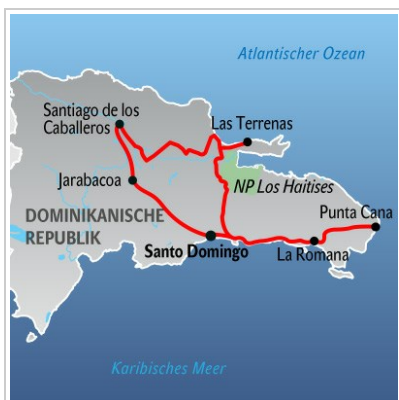 Atlantischer Ozean
Santiago de los
Caballeros
Las Terrenas
Jarabacoa
NP Los Haitises
DOMINIKANISCHE
REPUBLIK
Punta Cana
Santo Domingo
La Romana
Karibisches Meer